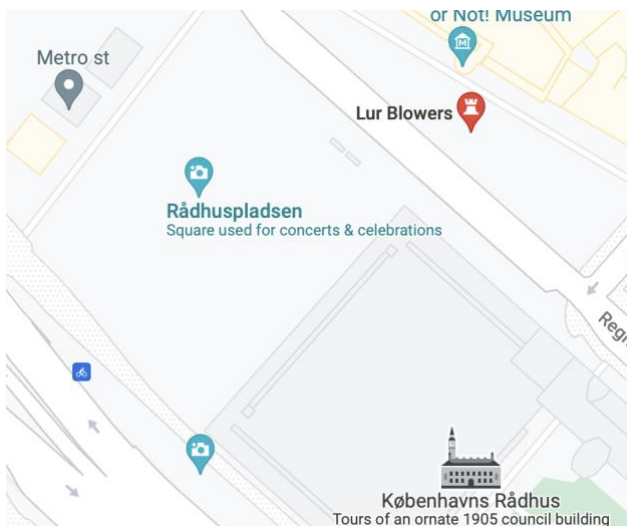 or Not! Museum
Metro st
Lur Blowers
Rådhuspladsen
Square used for concerts & celebrations
Regn
Københavns Rådhus
Tours of an ornate 1905 council building